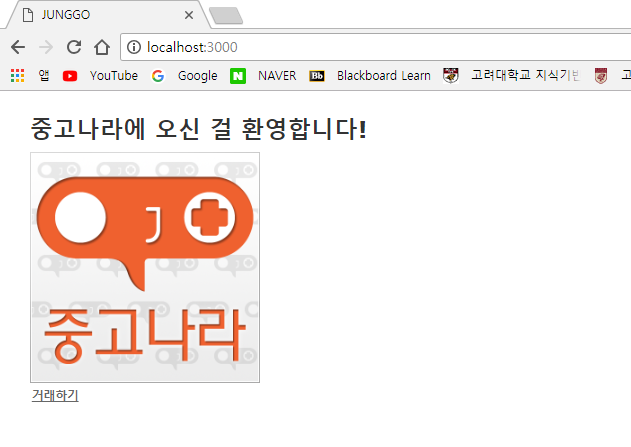 JUNGGO
localhost:3000
앱 YouTube Google NAVER Bb Blackboard Learn 고려대학교 지식기반 고
중고나라에 오신 걸 환영합니다!
J
중고나라
거래하기